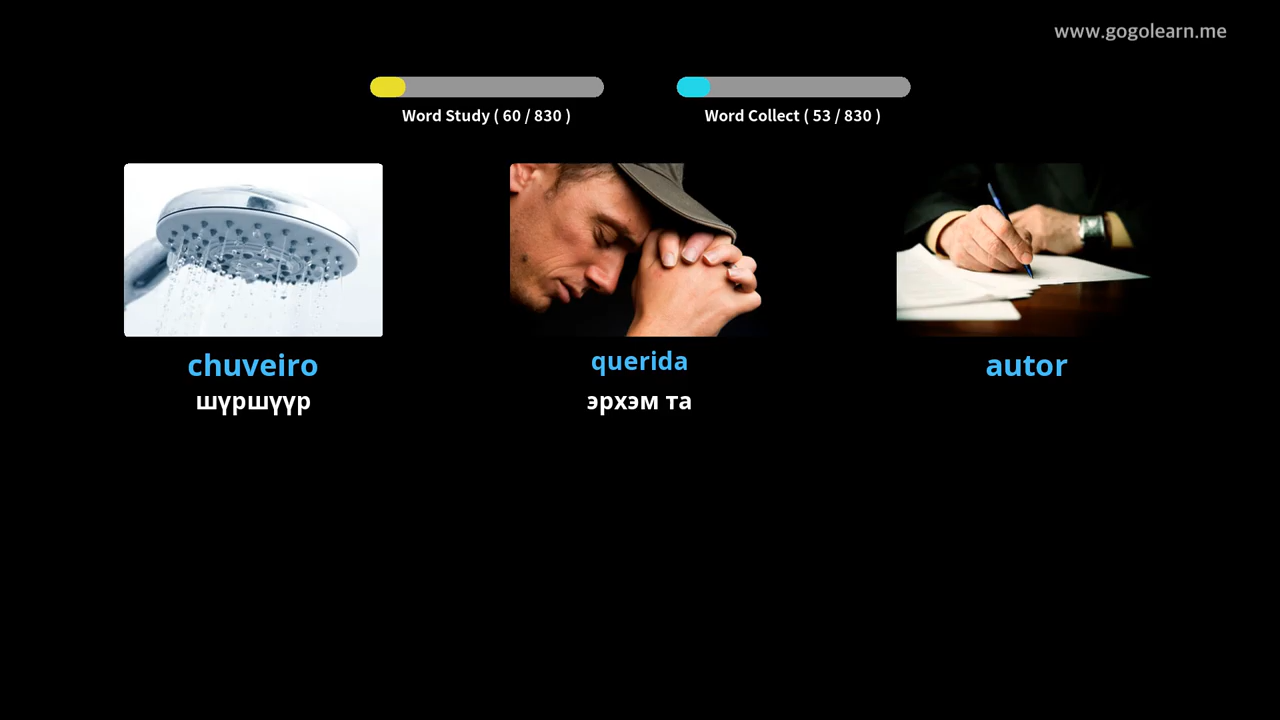 www.gogolearn.me
Word Study ( 60 / 830 )
Word Collect ( 53 / 830 )
chuveiro
шүршүүр
querida
эрхэм та
autor